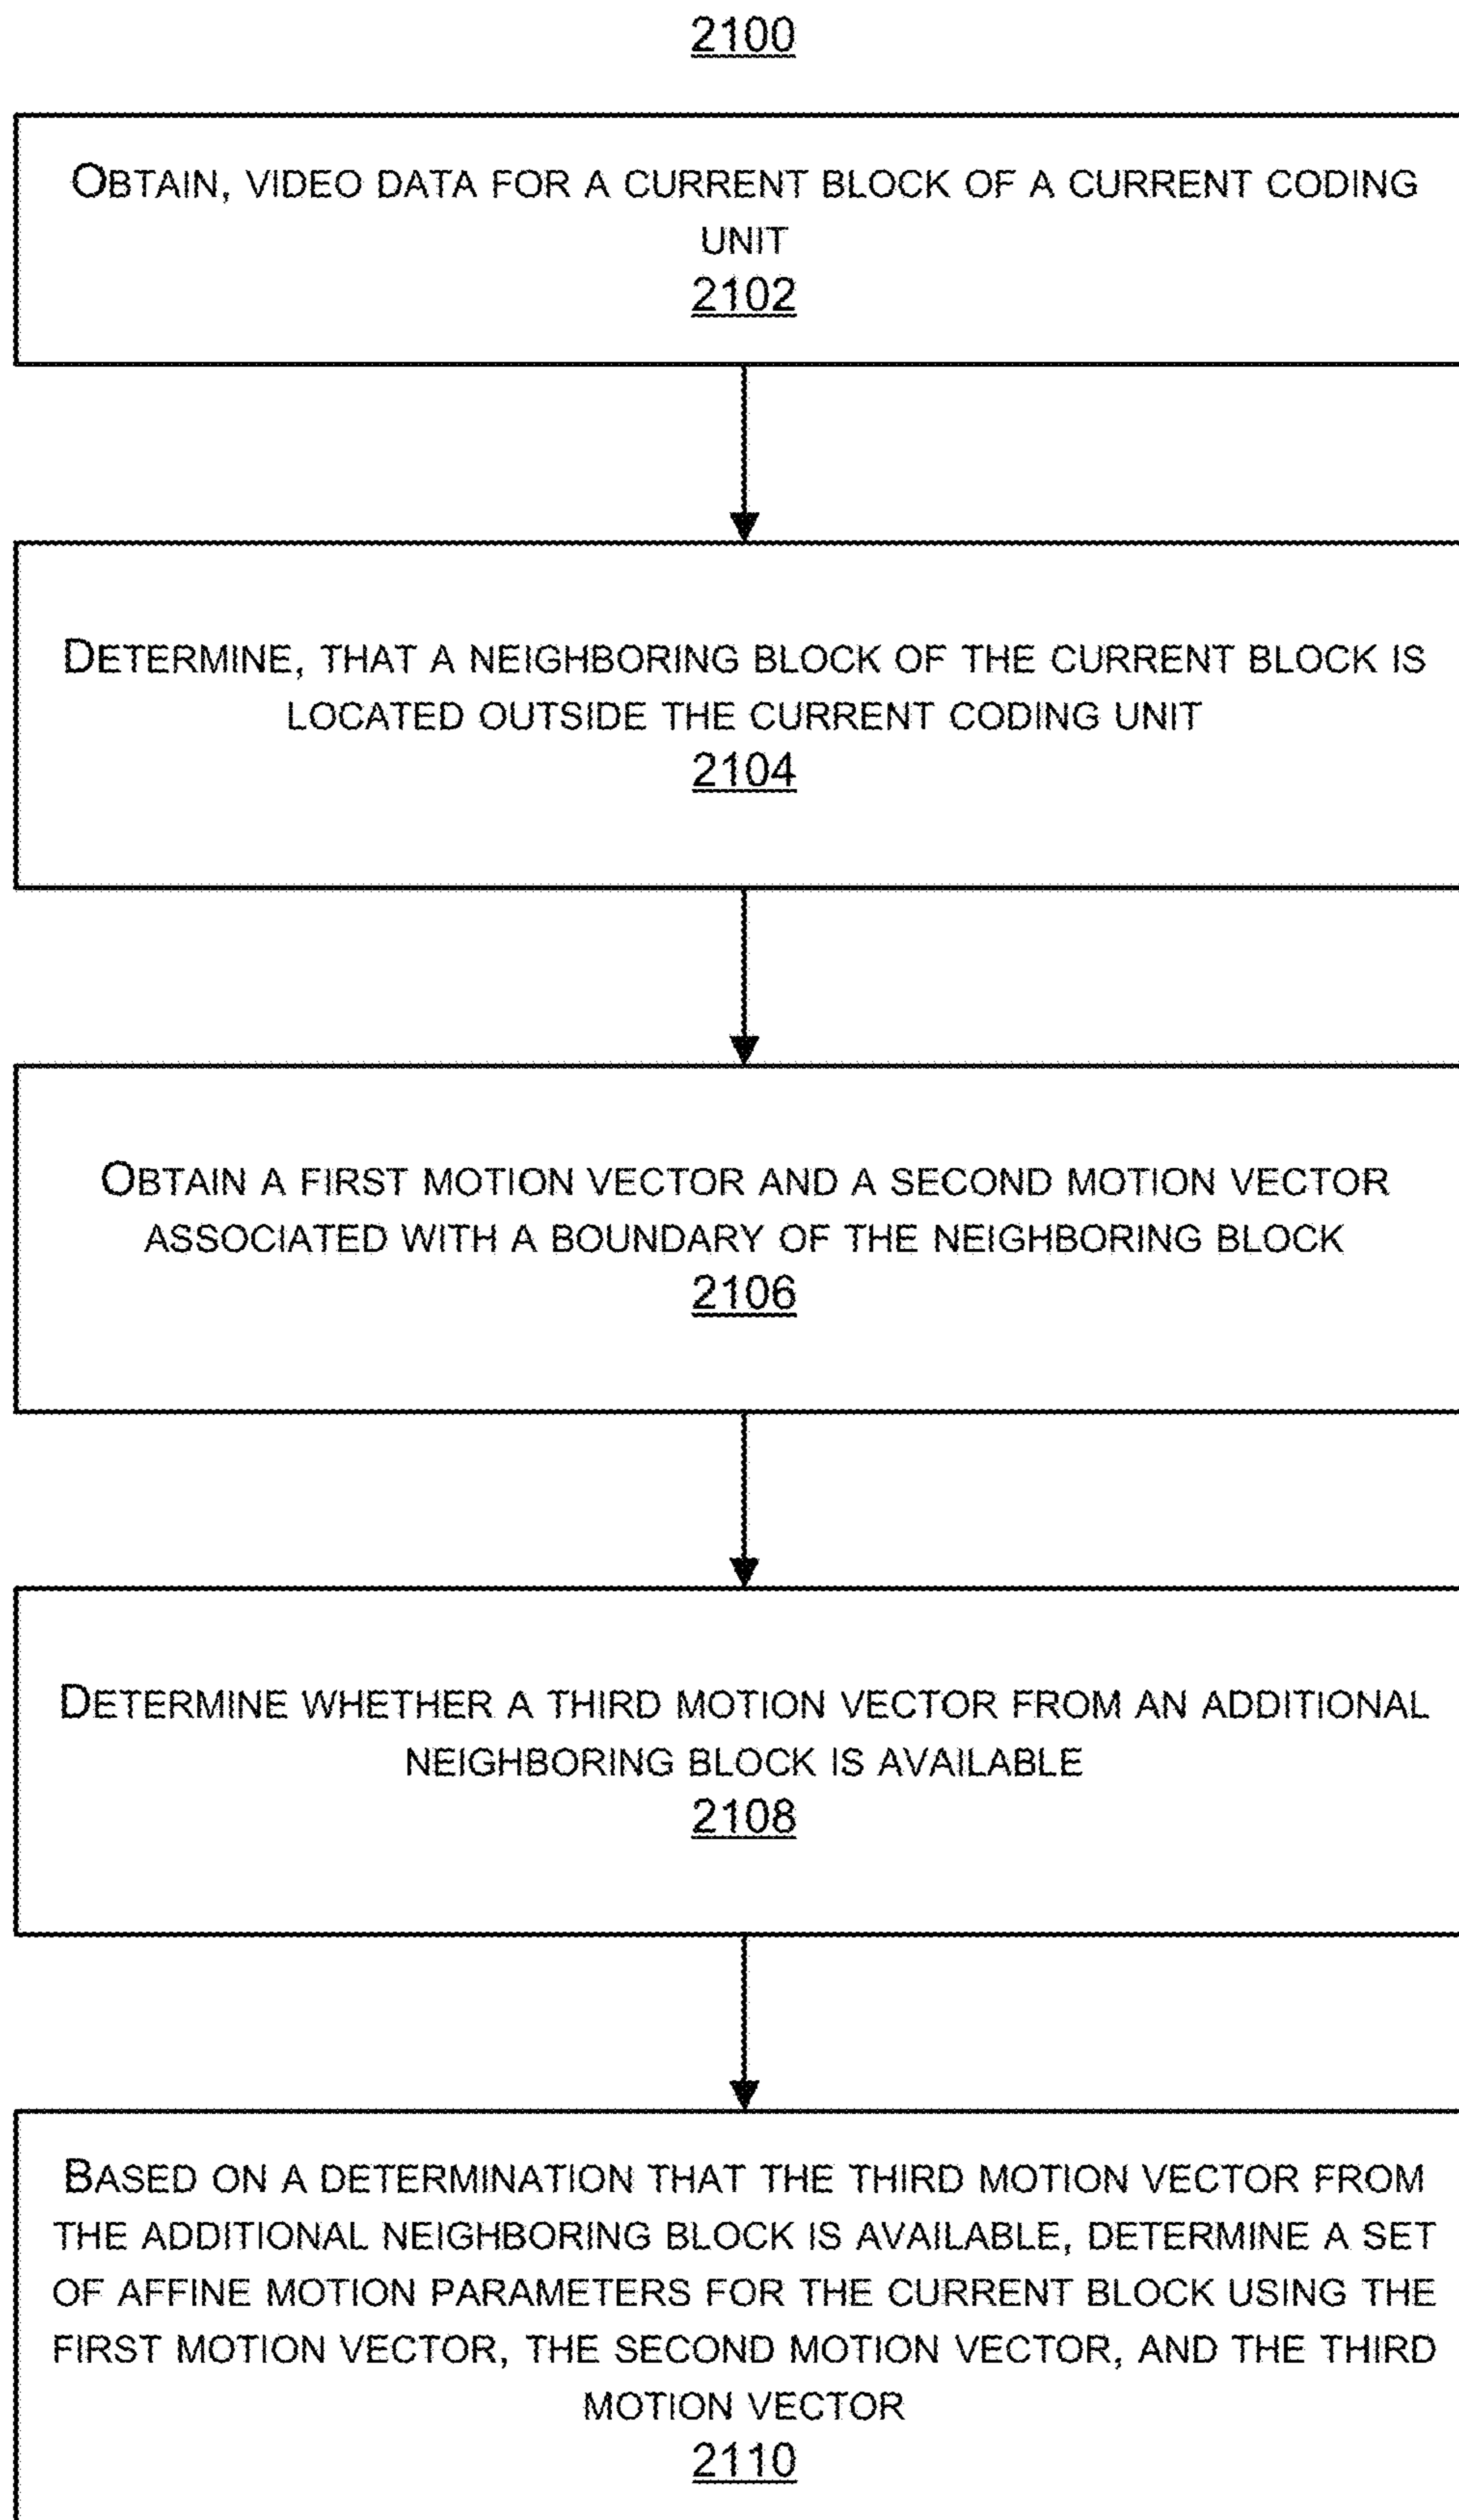 2100
OBTAIN, VIDEO DATA FOR A CURRENT BLOCK OF A CURRENT CODING
UNIT
2102
DETERMINE, THAT A NEIGHBORING BLOCK OF THE CURRENT BLOCK IS
LOCATED OUTSIDE THE CURRENT CODING UNIT
2104
OBTAIN A FIRST MOTION VECTOR AND A SECOND MOTION VECTOR
ASSOCIATED WITH A BOUNDARY OF THE NEIGHBORING BLOCK
2106
DETERMINE WHETHER A THIRD MOTION VECTOR FROM AN ADDITIONAL
NEIGHBORING BLOCK IS AVAILABLE
2108
BASED ON A DETERMINATION THAT THE THIRD MOTION VECTOR FROM
THE ADDITIONAL NEIGHBORING BLOCK IS AVAILABLE, DETERMINE A SET
OF AFFINE MOTION PARAMETERS FOR THE CURRENT BLOCK USING THE
FIRST MOTION VECTOR, THE SECOND MOTION VECTOR, AND THE THIRD
MOTION VECTOR
2110